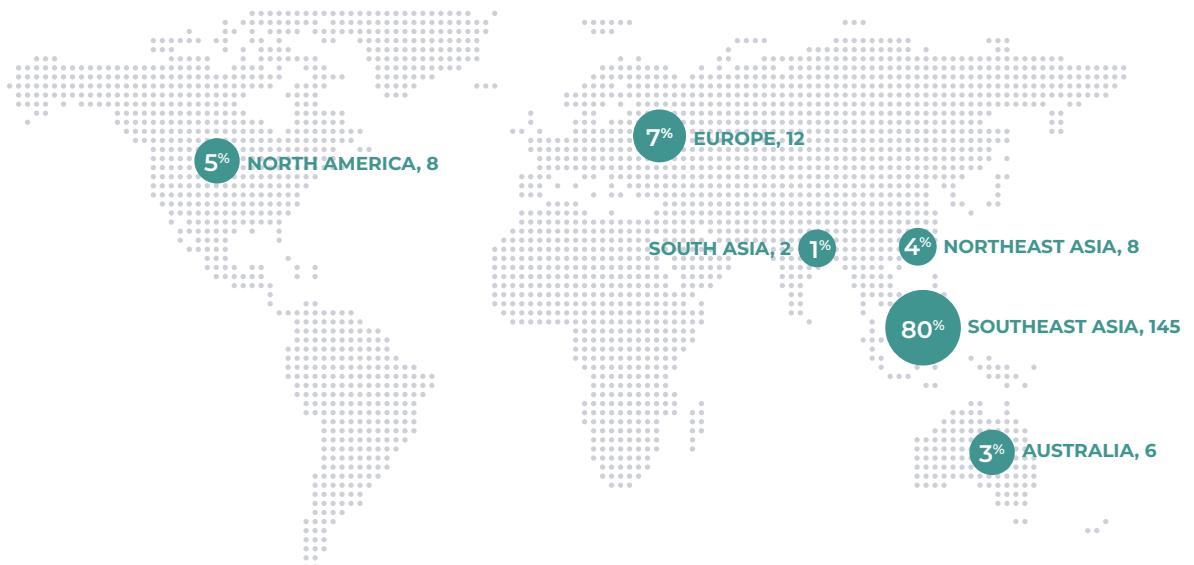 7% EUROPE, 12
5% NORTH AMERICA, 8
SOUTH ASIA, 2 1%
4% NORTHEAST ASIA, 8
80% SOUTHEAST ASIA, 145
3% AUSTRALIA, 6